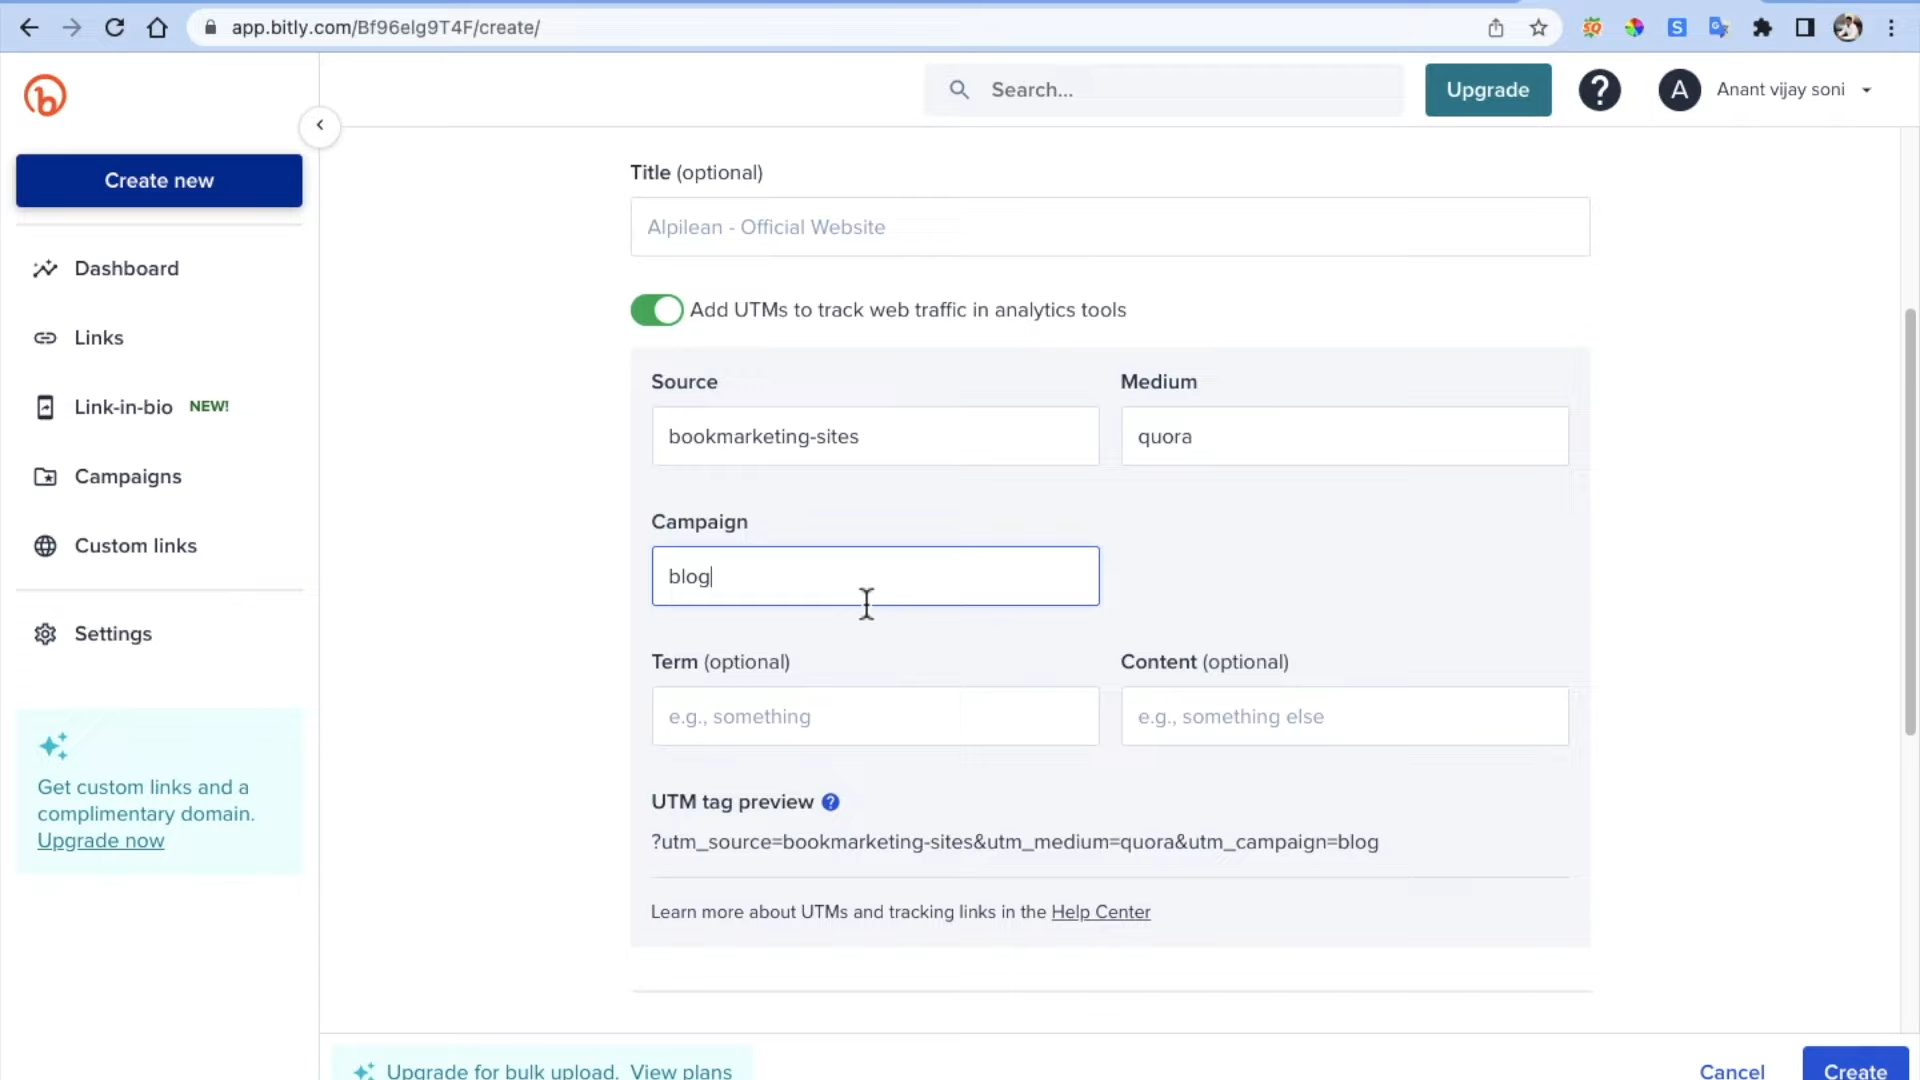 app.bitly.com/Bf96elg9T4F/create/
SQ
S
G
b
Search...
Upgrade
?
A
Anant vijay soni
Create new
Dashboard
Links
Link-in-bio NEW!
Campaigns
Custom links
Settings
Get custom links and a
complimentary domain.
Upgrade now
Title (optional)
Alpilean - Official Website
Add UTMs to track web traffic in analytics tools
Source
Medium
bookmarketing-sites
quora
Campaign
blog
Term (optional)
Content (optional)
e.g., something
e.g., something else
UTM tag preview ?
?utm_source=bookmarketing-sites&utm_medium=quora&utm_campaign=blog
Learn more about UTMs and tracking links in the Help Center
Upgrade for bulk upload. View plans
Cancel
Create